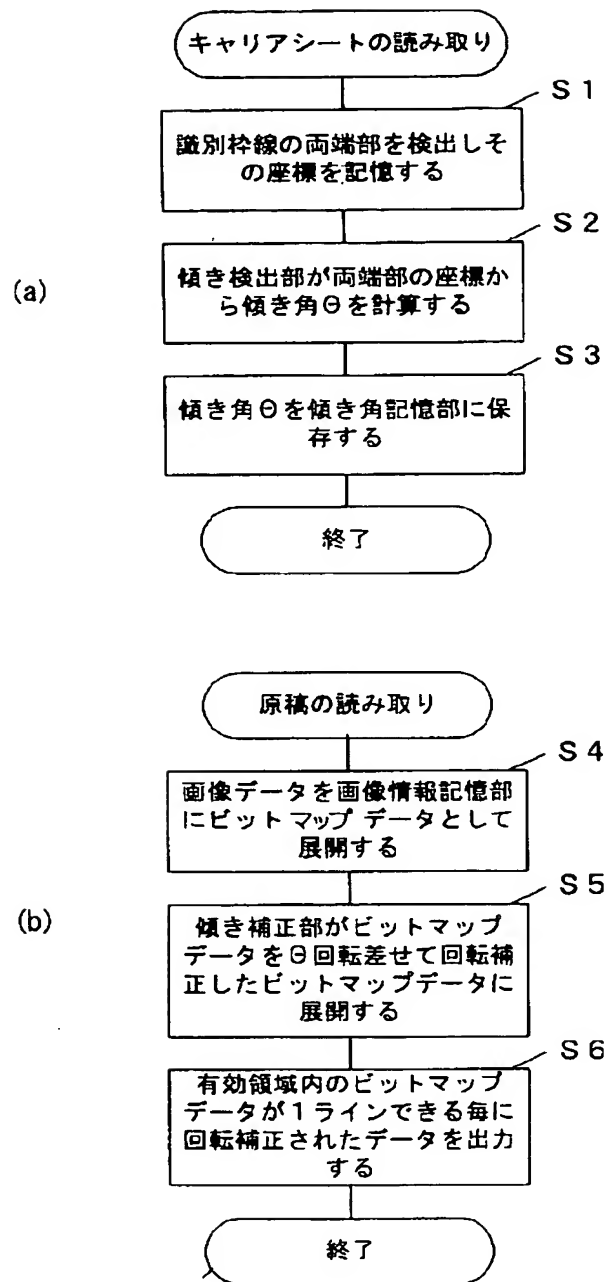 キャリアシートの読み取り
S1
識別枠線の両端部を検出しそ
の座標を記憶する
S2
(a)
傾き検出部が両端部の座標か
ら傾き角θを計算する
S3
傾き角θを傾き角記憶部に保
存する
終了
原稿の読み取り
S4
画像データを画像情報記憶部
にビットマップデータとして
展開する
S5
(b)
傾き補正部がビットマップ
データをθ回転差せて回転補
正したビットマップデータに
展開する
S6
有効領域内のビットマップ
データが1ラインできる毎に
回転補正されたデータを出力
する
終了